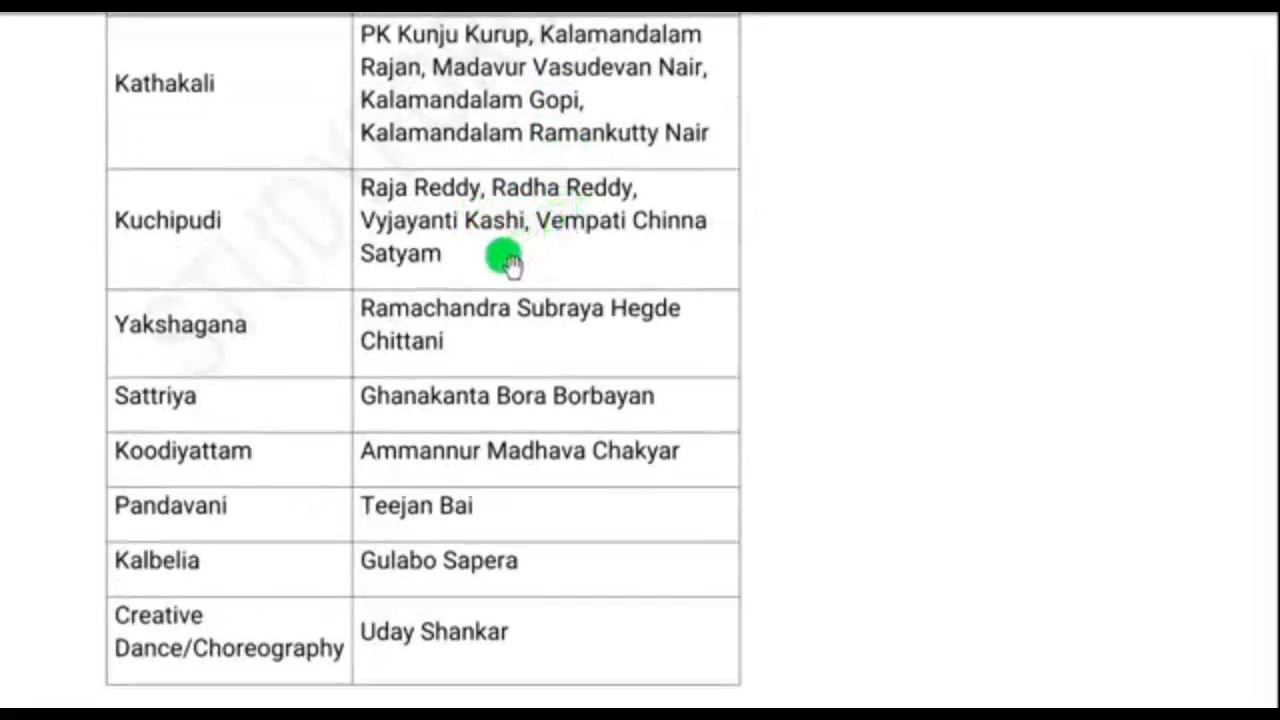 Kathakali
PK Kunju Kurup, Kalamandalam
Rajan, Madavur Vasudevan Nair,
Kalamandalam Gopi,
Kalamandalam Ramankutty Nair
Kuchipudi
Raja Reddy, Radha Reddy,
Vyjayanti Kashi, Vempati Chinna
Satyam
Yakshagana
Ramachandra Subraya Hegde
Chittani
Sattriya
Ghanakanta Bora Borbayan
Koodiyattam
Ammannur Madhava Chakyar
Pandavani
Teejan Bai
Kalbelia
Gulabo Sapera
Creative
Dance/Choreography
Uday Shankar